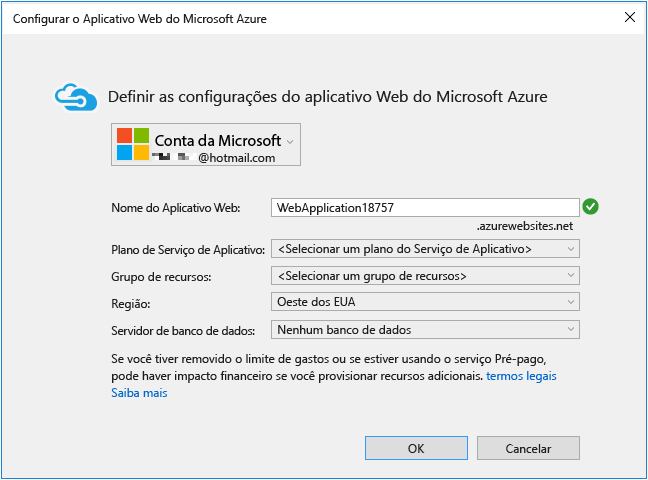 Configurar o Aplicativo Web do Microsoft Azure
Definir as configurações do aplicativo Web do Microsoft Azure
Conta da Microsoft
@hotmail.com
Nome do Aplicativo Web: WebApplication18757
.azurewebsites.net
Plano de Serviço de Aplicativo: <Selecionar um plano do Serviço de Aplicativo>
Grupo de recursos: <Selecionar um grupo de recursos>
Região: Oeste dos EUA
Servidor de banco de dados: Nenhum banco de dados
Se você tiver removido o limite de gastos ou se estiver usando o serviço Pré-pago,
pode haver impacto financeiro se você provisionar recursos adicionais. termos legais
Saiba mais
OK Cancelar